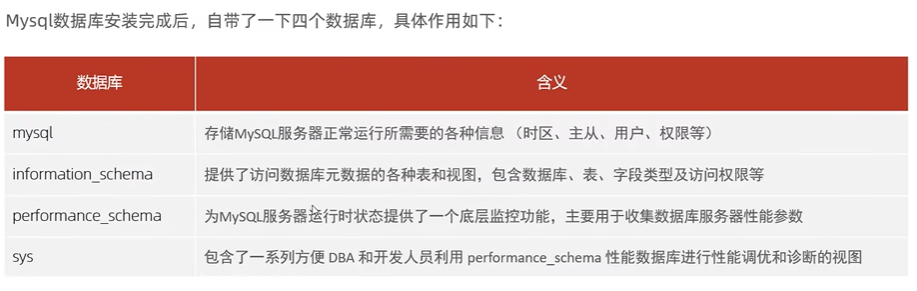 Mysql数据库安装完成后，自带了一下四个数据库，具体作用如下：
数据库 含义
mysql 存储MySQL服务器正常运行所需要的各种信息 （时区、主从、用户、权限等）
information_schema 提供了访问数据库元数据的各种表和视图，包含数据库、表、字段类型及访问权限等
performance_schema 为MySQL服务器运行时状态提供了一个底层监控功能，主要用于收集数据库服务器性能参数
sys 包含了一系列方便 DBA 和开发人员利用 performance_schema 性能数据库进行性能调优和诊断的视图